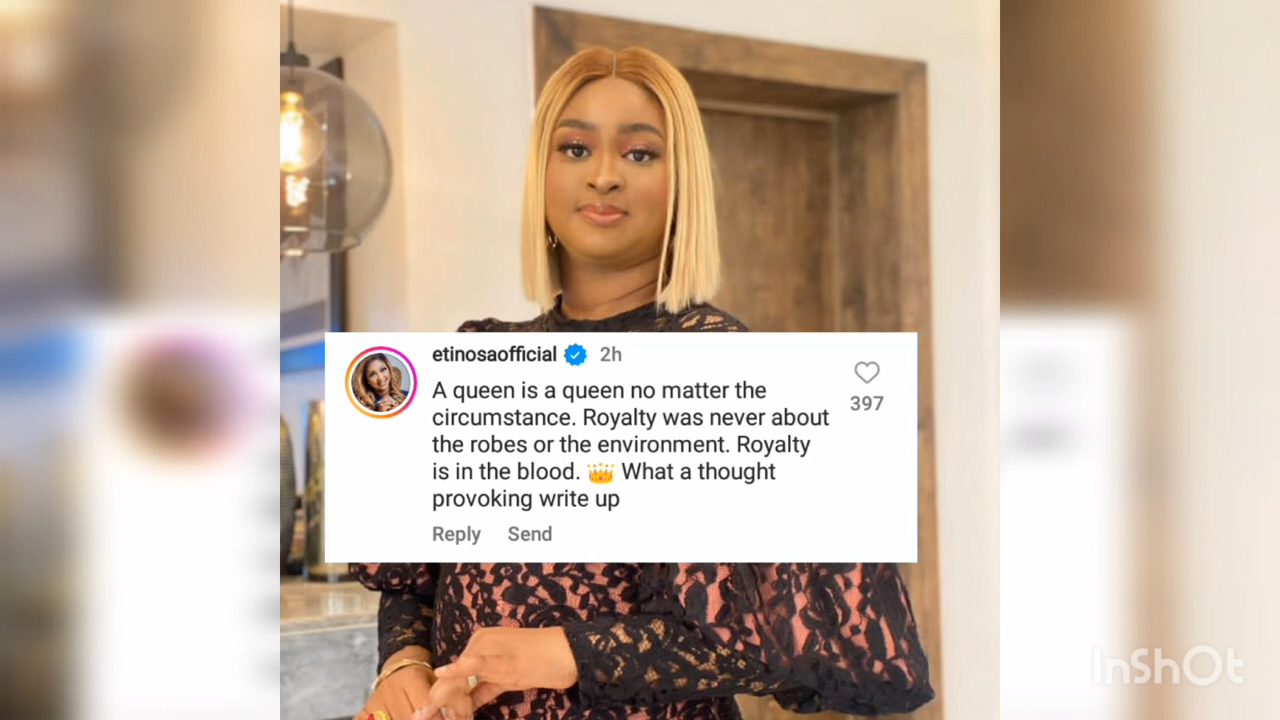 etinosaofficial 2h
A queen is a queen no matter the
circumstance. Royalty was never about
the robes or the environment. Royalty
is in the blood. 👑 What a thought
provoking write up
397
Reply Send
InShOt